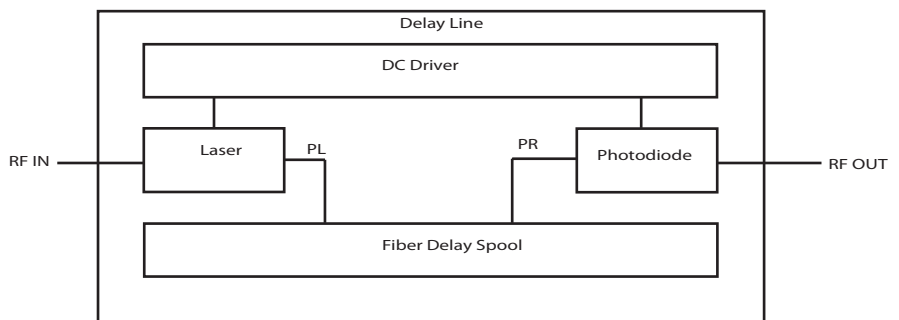 Delay Line
DC Driver
Laser
PL
PR
Photodiode
RF IN
RF OUT
Fiber Delay Spool